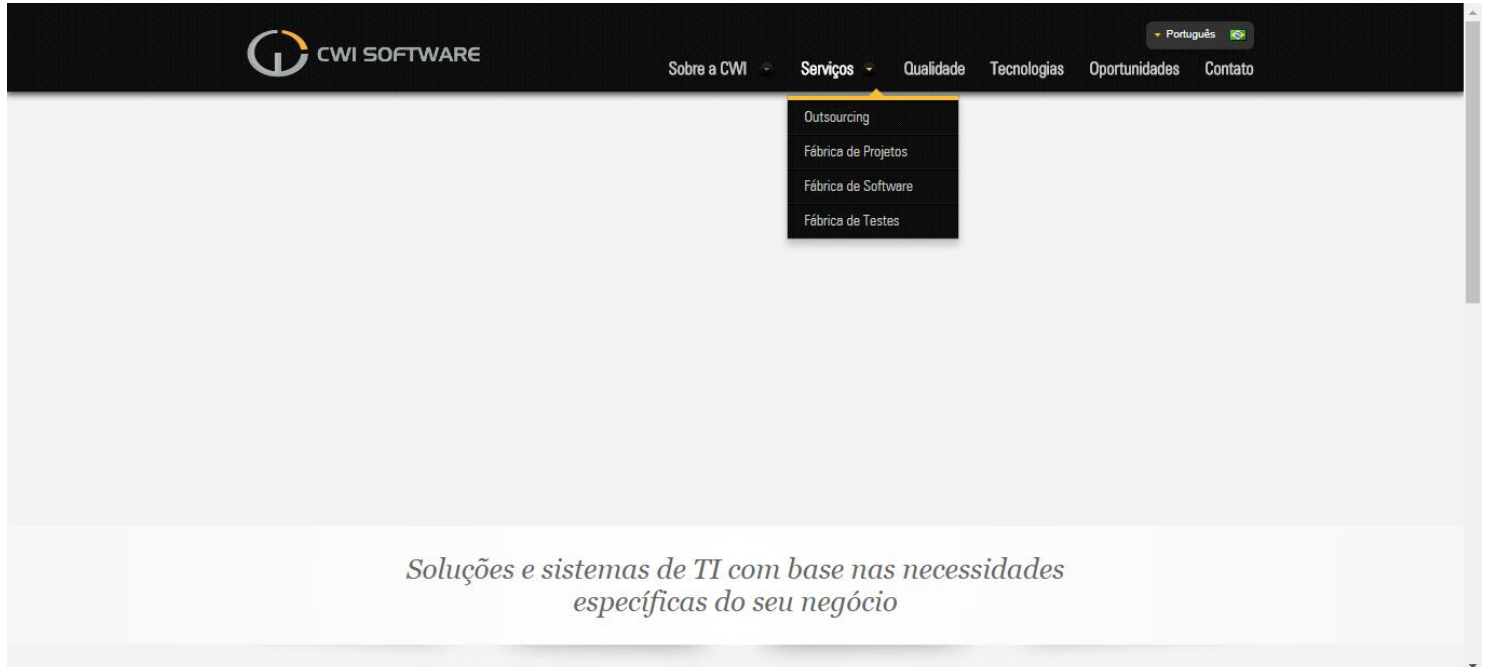 CWI SOFTWARE
Português
Sobre a CWI Serviços Qualidade Tecnologias Oportunidades Contato
Outsourcing
Fábrica de Projetos
Fábrica de Software
Fábrica de Testes
Soluções e sistemas de TI com base nas necessidades
específicas do seu negócio